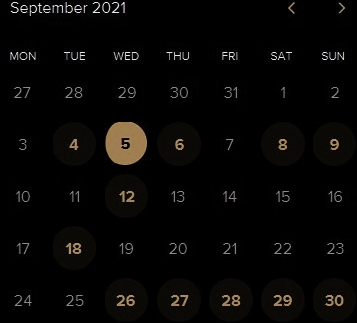 September 2021
MON TUE WED THU FRI SAT SUN
27 28 29 30 31 1 2
3 4 5 6 7 8 9
10 11 12 13 14 15 16
17 18 19 20 21 22 23
24 25 26 27 28 29 30